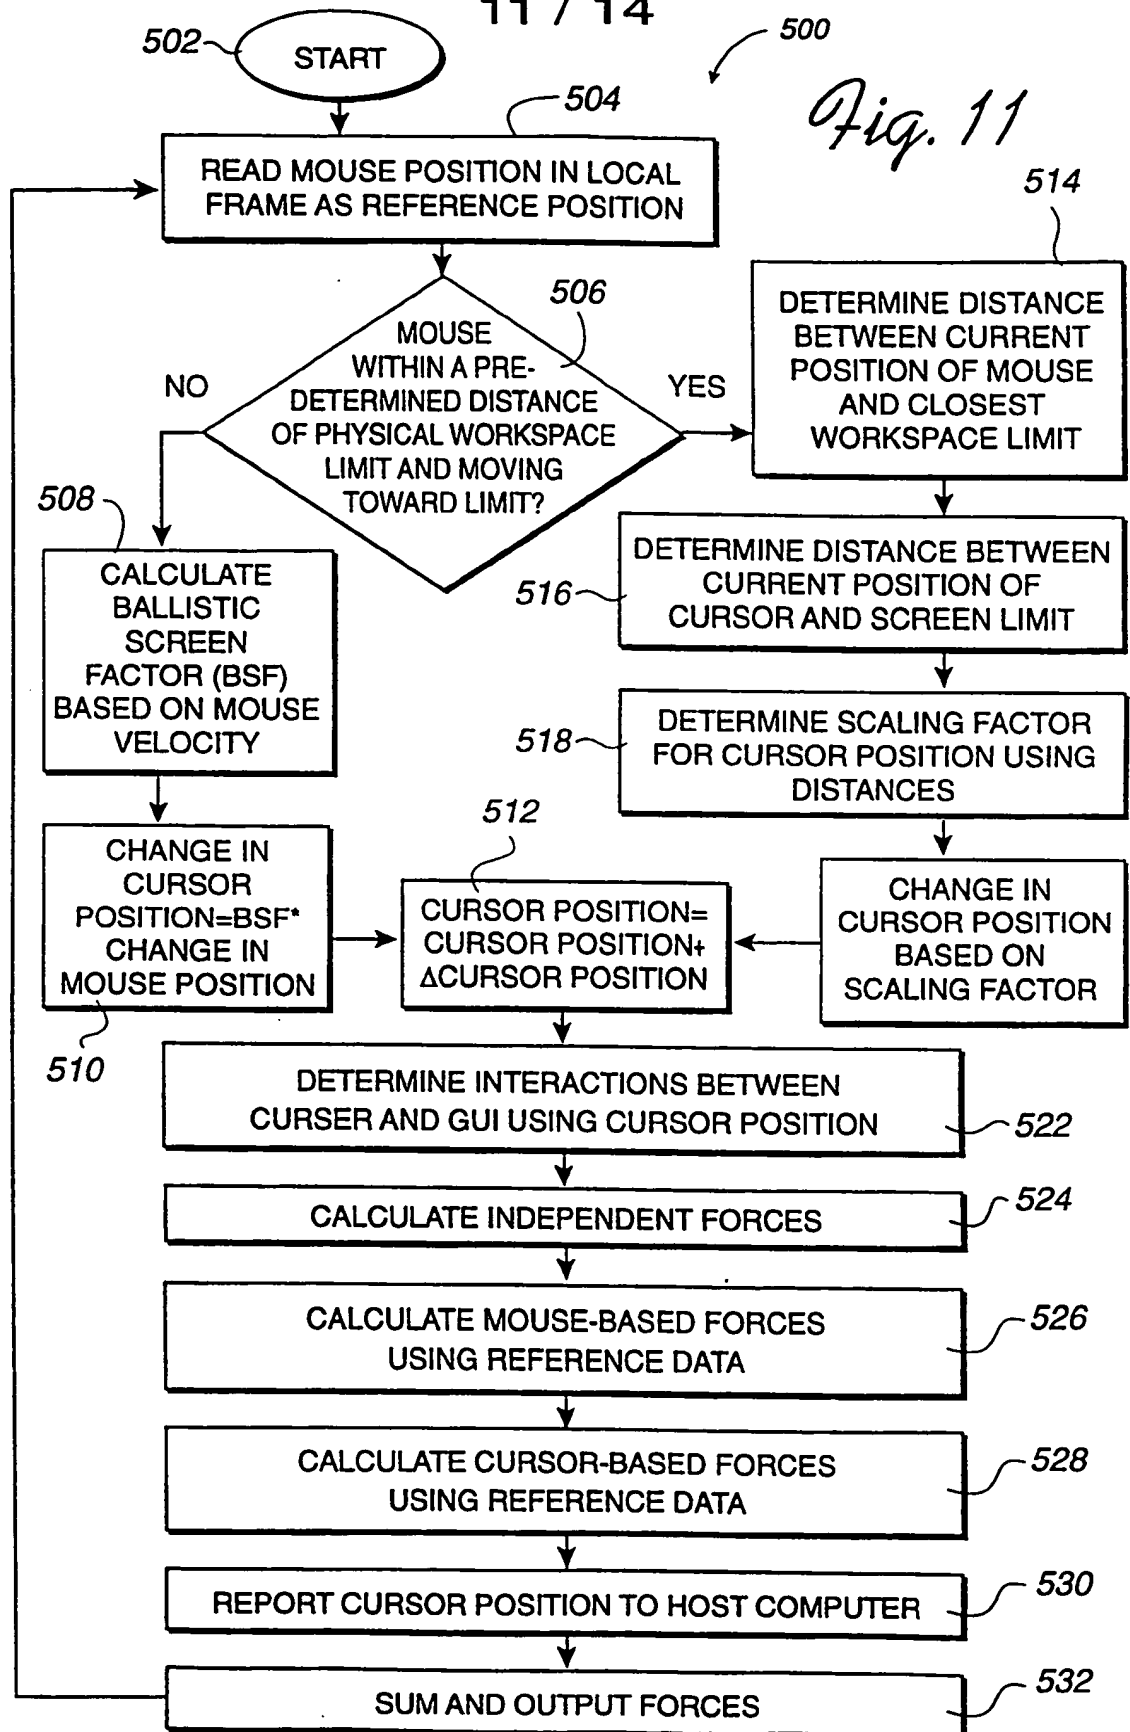 11 / 14
500
Fig. 11
502
START
504
READ MOUSE POSITION IN LOCAL
FRAME AS REFERENCE POSITION
506
MOUSE
WITHIN A PRE-
DETERMINED DISTANCE
OF PHYSICAL WORKSPACE
LIMIT AND MOVING
TOWARD LIMIT?
NO
YES
514
DETERMINE DISTANCE
BETWEEN CURRENT
POSITION OF MOUSE
AND CLOSEST
WORKSPACE LIMIT
508
CALCULATE
BALLISTIC
SCREEN
FACTOR (BSF)
BASED ON MOUSE
VELOCITY
516
DETERMINE DISTANCE BETWEEN
CURRENT POSITION OF
CURSOR AND SCREEN LIMIT
518
DETERMINE SCALING FACTOR
FOR CURSOR POSITION USING
DISTANCES
CHANGE IN
CURSOR
POSITION=BSF*
CHANGE IN
MOUSE POSITION
510
512
CURSOR POSITION=
CURSOR POSITION+
ΔCURSOR POSITION
CHANGE IN
CURSOR POSITION
BASED ON
SCALING FACTOR
DETERMINE INTERACTIONS BETWEEN
CURSER AND GUI USING CURSOR POSITION
522
CALCULATE INDEPENDENT FORCES
524
CALCULATE MOUSE-BASED FORCES
USING REFERENCE DATA
526
CALCULATE CURSOR-BASED FORCES
USING REFERENCE DATA
528
REPORT CURSOR POSITION TO HOST COMPUTER
530
SUM AND OUTPUT FORCES
532